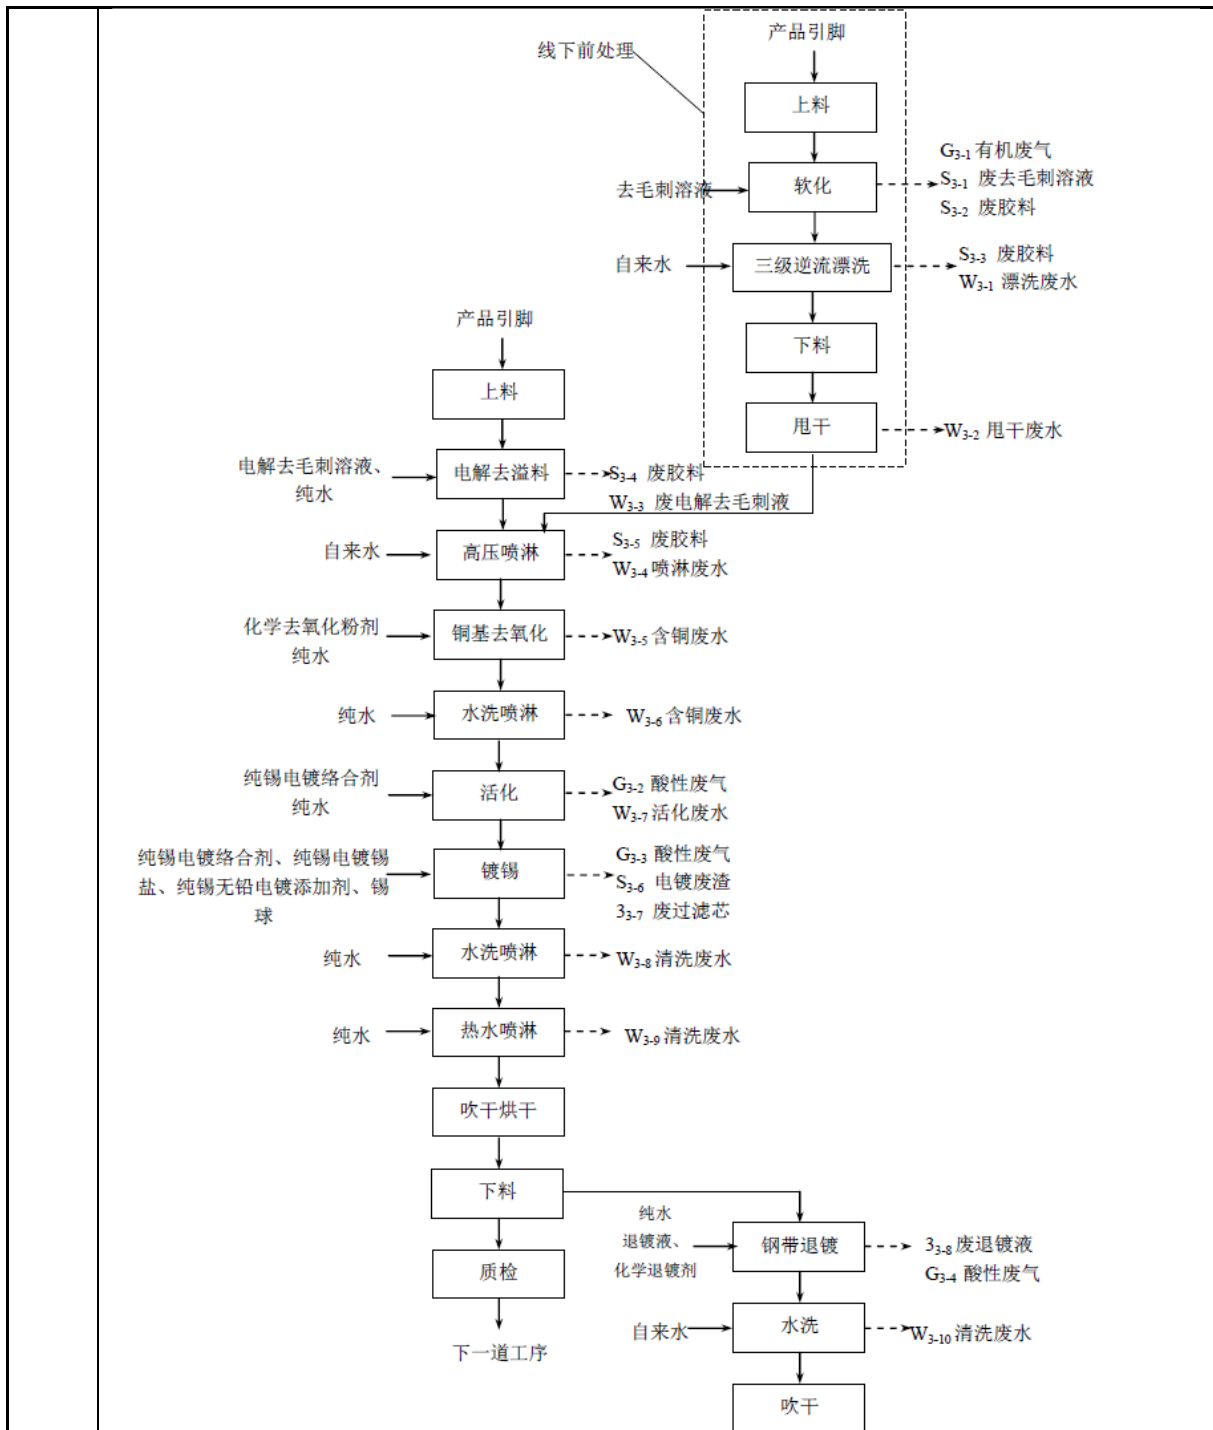 产品引脚
线下前处理
上料
G3-1有机废气
去毛刺溶液
软化
S3-1 废去毛刺溶液
S3-2 废胶料
自来水
三级逆流漂洗
S3-3 废胶料
W3-1 漂洗废水
产品引脚
下料
上料
甩干
W3-2 甩干废水
电解去毛刺溶液、
纯水
电解去溢料
S3-4 废胶料
W3-3 废电解去毛刺液
自来水
高压喷淋
S3-5 废胶料
W3-4喷淋废水
化学去氧化粉剂
纯水
铜基去氧化
W3-5含铜废水
纯水
水洗喷淋
W3-6含铜废水
纯锡电镀络合剂
纯水
活化
G3-2 酸性废气
W3-7活化废水
纯锡电镀络合剂、纯锡电镀锡
盐、纯锡无铅电镀添加剂、锡
球
镀锡
G3-3 酸性废气
S3-6 电镀废渣
33-7 废过滤芯
纯水
水洗喷淋
W3-8清洗废水
纯水
热水喷淋
W3-9清洗废水
吹干烘干
下料
纯水
退镀液、
化学退镀剂
钢带退镀
33-8废退镀液
G3-4 酸性废气
质检
自来水
水洗
W3-10清洗废水
下一道工序
吹干